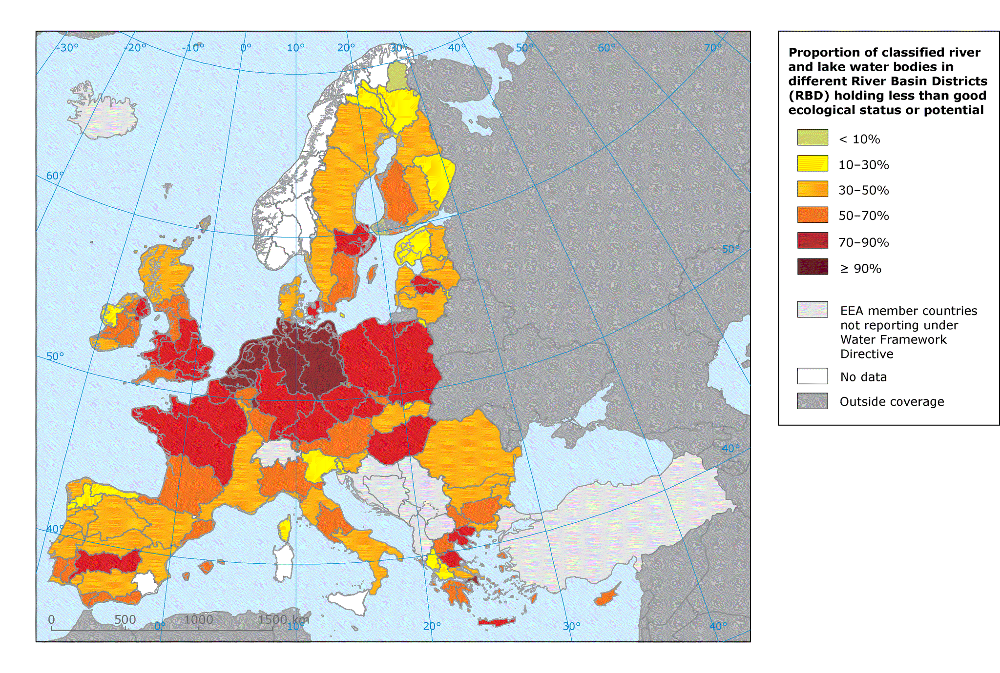 -30°
-20°
-10°
0°
10°
20°
30°
40°
50°
60°
70°
60°
50°
50°
40°
40°
0
500
1000
1500 km
0°
10°
20°
30°
40°
Proportion of classified river
and lake water bodies in
different River Basin Districts
(RBD) holding less than good
ecological status or potential
< 10%
10–30%
30–50%
50–70%
70–90%
≥ 90%
EEA member countries
not reporting under
Water Framework
Directive
No data
Outside coverage